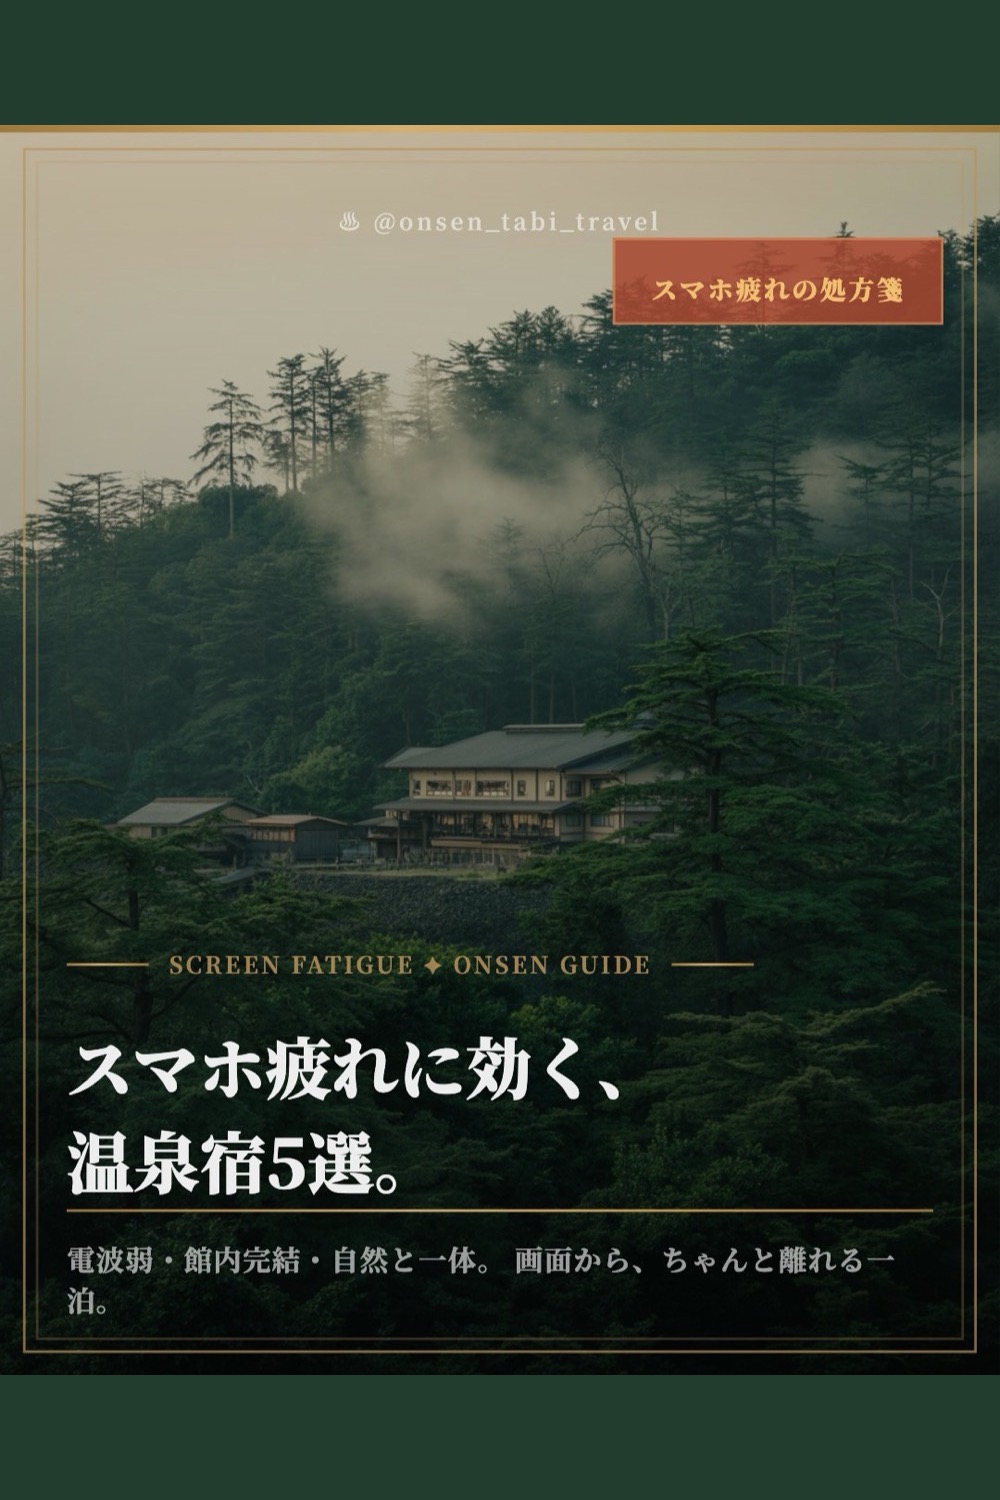 ♨ @onsen_tabi_travel
スマホ疲れの処方箋
SCREEN FATIGUE ✦ ONSEN GUIDE
スマホ疲れに効く、
温泉宿5選。
電波弱・館内完結・自然と一体。 画面から、ちゃんと離れる一
泊。